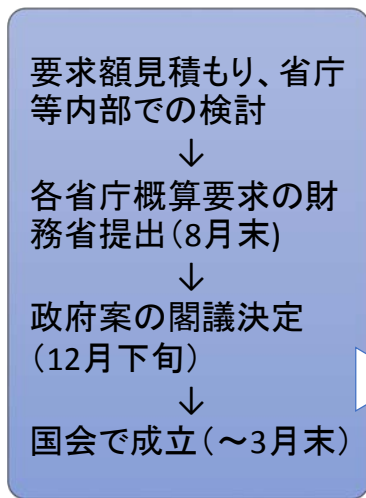 要求額見積もり、省庁
等内部での検討
↓
各省庁概算要求の財
務省提出(8月末)
↓
政府案の閣議決定
(12月下旬)
↓
国会で成立(～3月末)